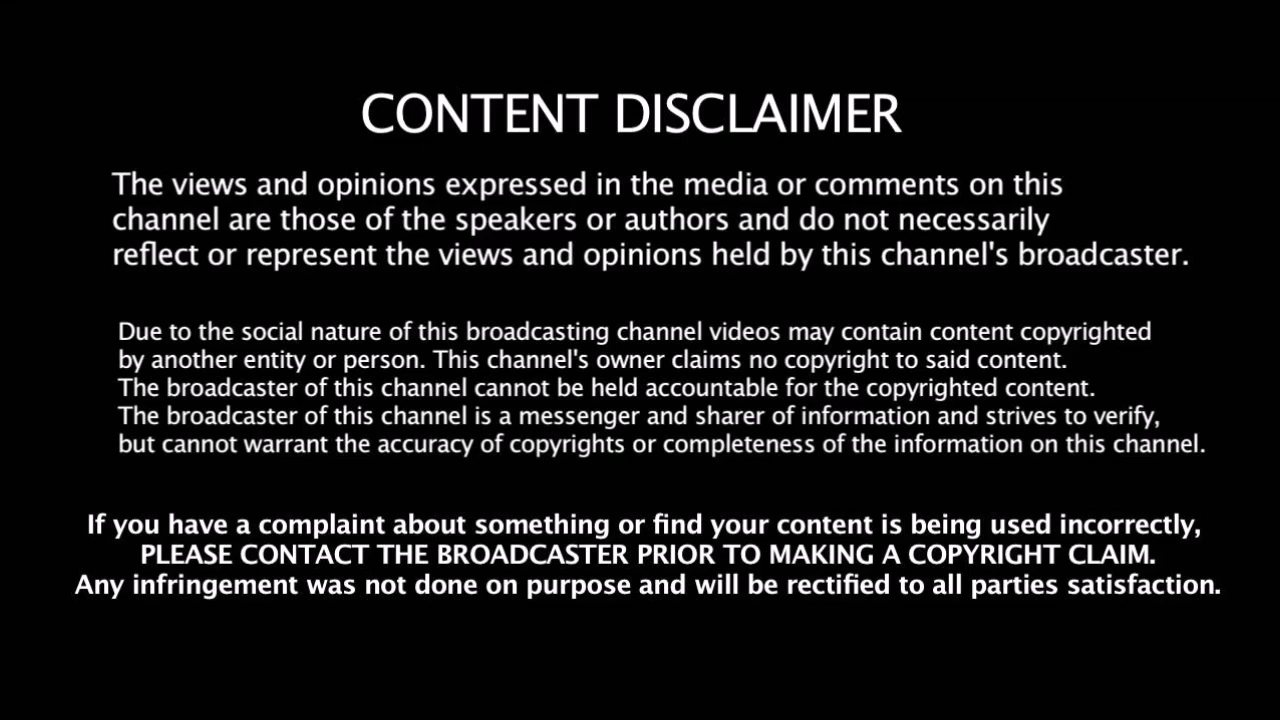 CONTENT DISCLAIMER
The views and opinions expressed in the media or comments on this
channel are those of the speakers or authors and do not necessarily
reflect or represent the views and opinions held by this channel's broadcaster.
Due to the social nature of this broadcasting channel videos may contain content copyrighted
by another entity or person. This channel's owner claims no copyright to said content.
The broadcaster of this channel cannot be held accountable for the copyrighted content.
The broadcaster of this channel is a messenger and sharer of information and strives to verify,
but cannot warrant the accuracy of copyrights or completeness of the information on this channel.
If you have a complaint about something or find your content is being used incorrectly,
PLEASE CONTACT THE BROADCASTER PRIOR TO MAKING A COPYRIGHT CLAIM.
Any infringement was not done on purpose and will be rectified to all parties satisfaction.